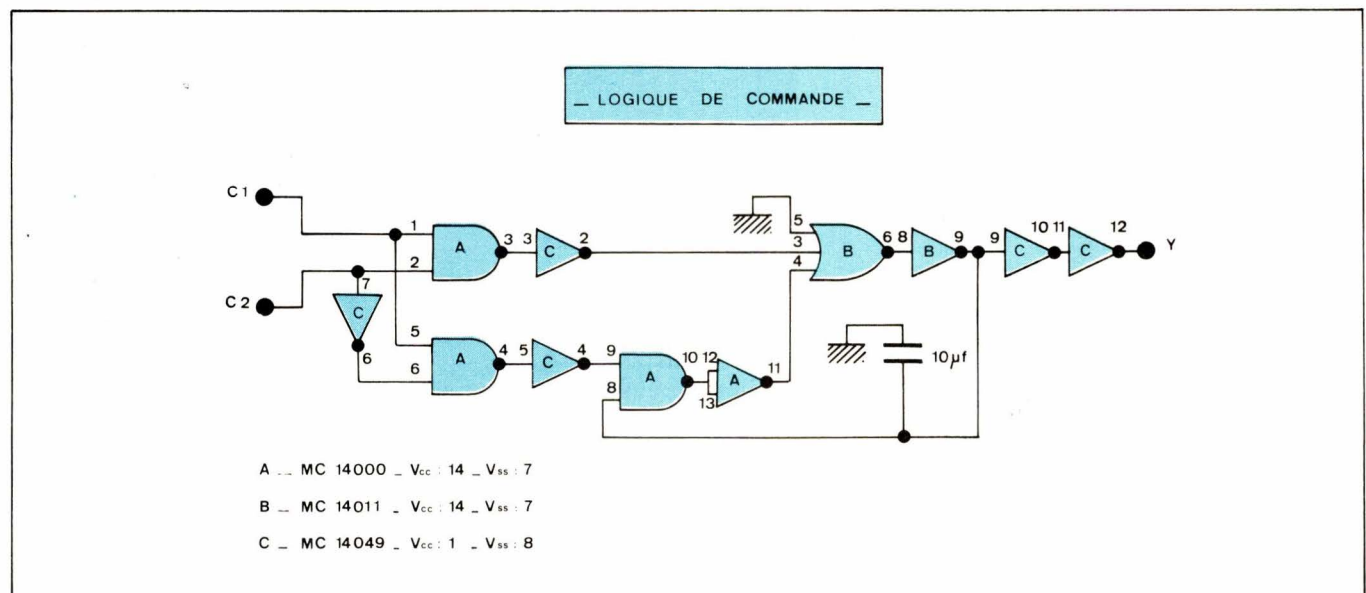 _ LOGIQUE DE COMMANDE _
C1
C2
1
2
3
3
2
7
6
5
6
4
5
4
9
8
10
12
13
11
5
3
4
6
8
9
9
10
11
12
Y
10µf
A _ MC 14000 _ Vcc : 14 _ Vss : 7
B _ MC 14011 _ Vcc : 14 _ Vss : 7
C _ MC 14049 _ Vcc : 1 _ Vss : 8
A
C
C
A
C
A
A
B
B
C
C